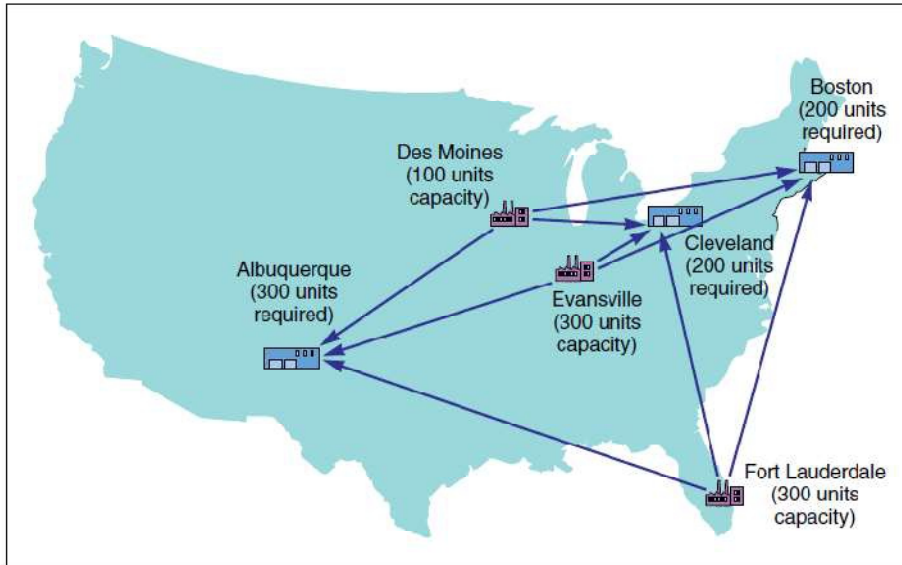 Boston
(200 units
required)
Des Moines
(100 units
capacity)
Cleveland
(200 units
required)
Albuquerque
(300 units
required)
Evansville
(300 units
capacity)
Fort Lauderdale
(300 units
capacity)